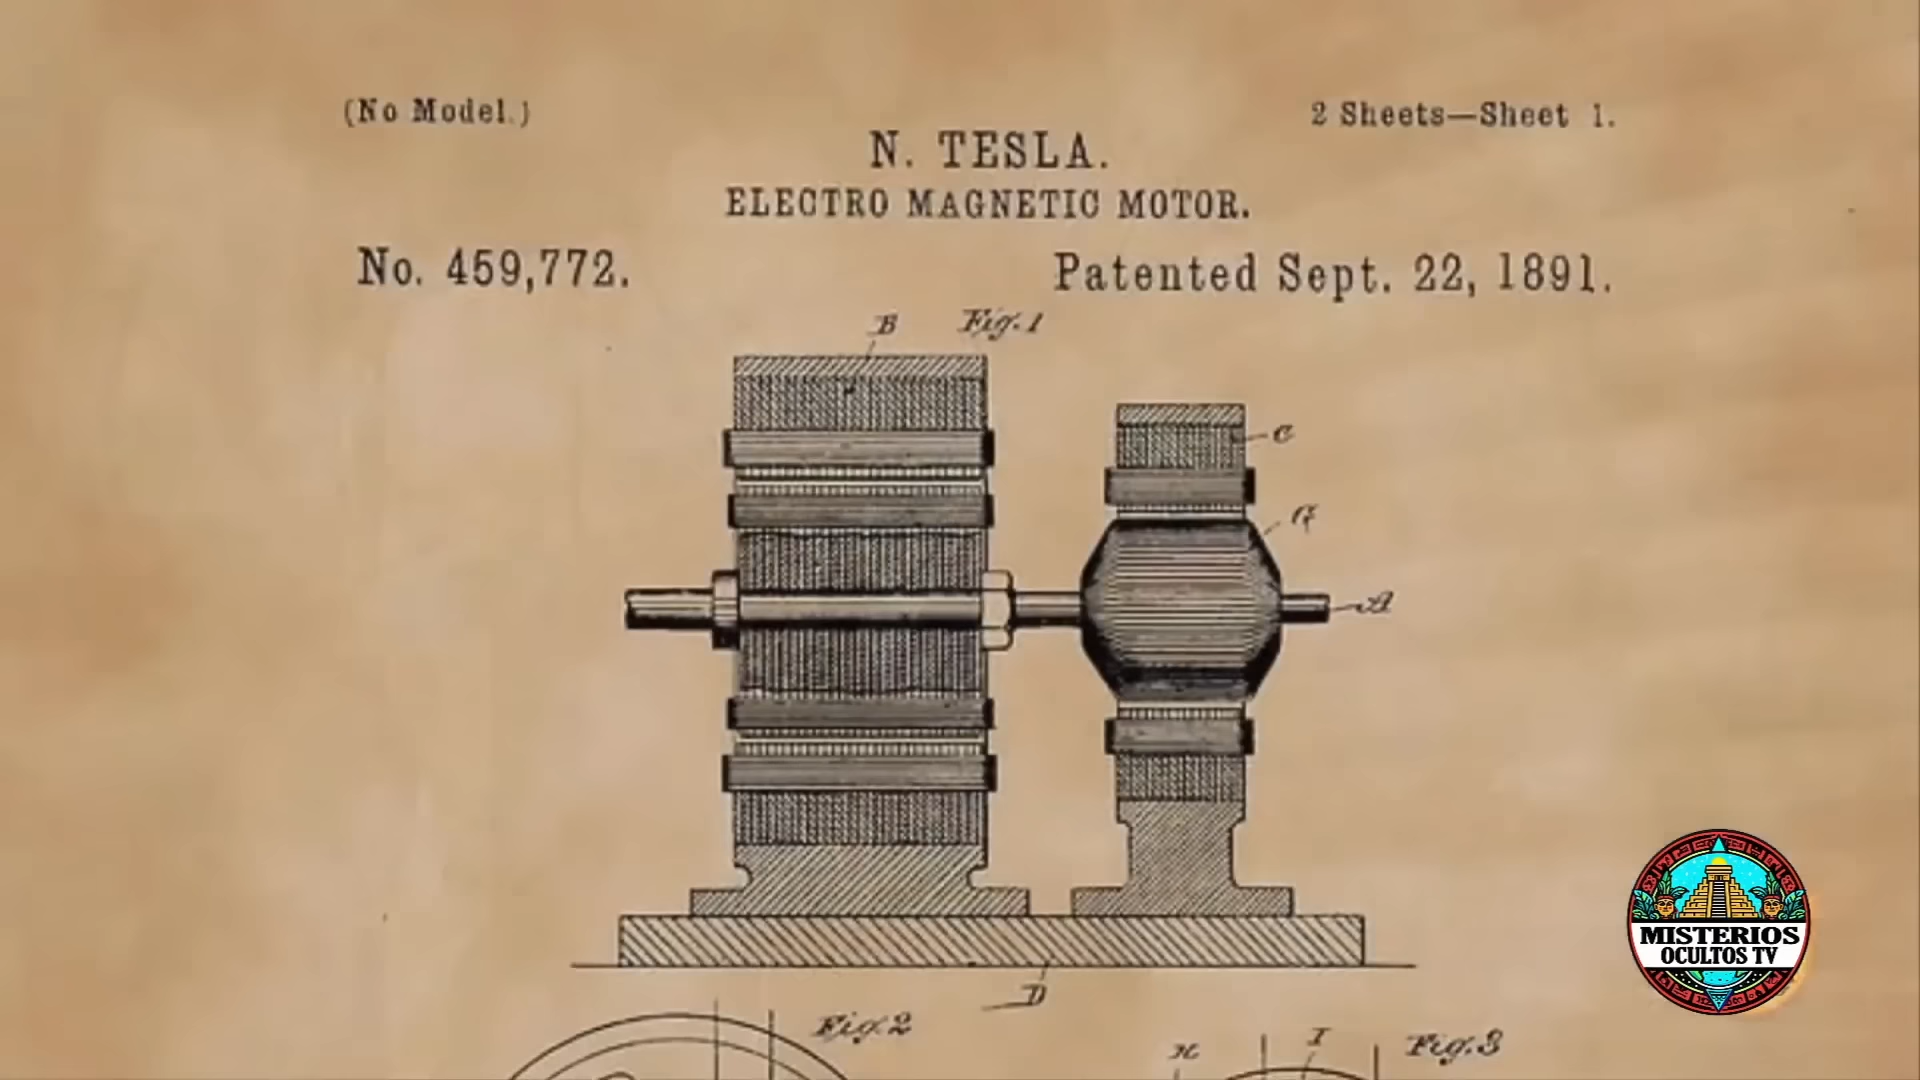 (No Model.)
2 Sheets—Sheet 1.
N. TESLA.
ELECTRO MAGNETIC MOTOR.
No. 459,772.
Patented Sept. 22, 1891.
B
Fig. 1
C
G
A
D
Fig. 2
H
I
Fig. 3
MISTERIOS
OCULTOS TV